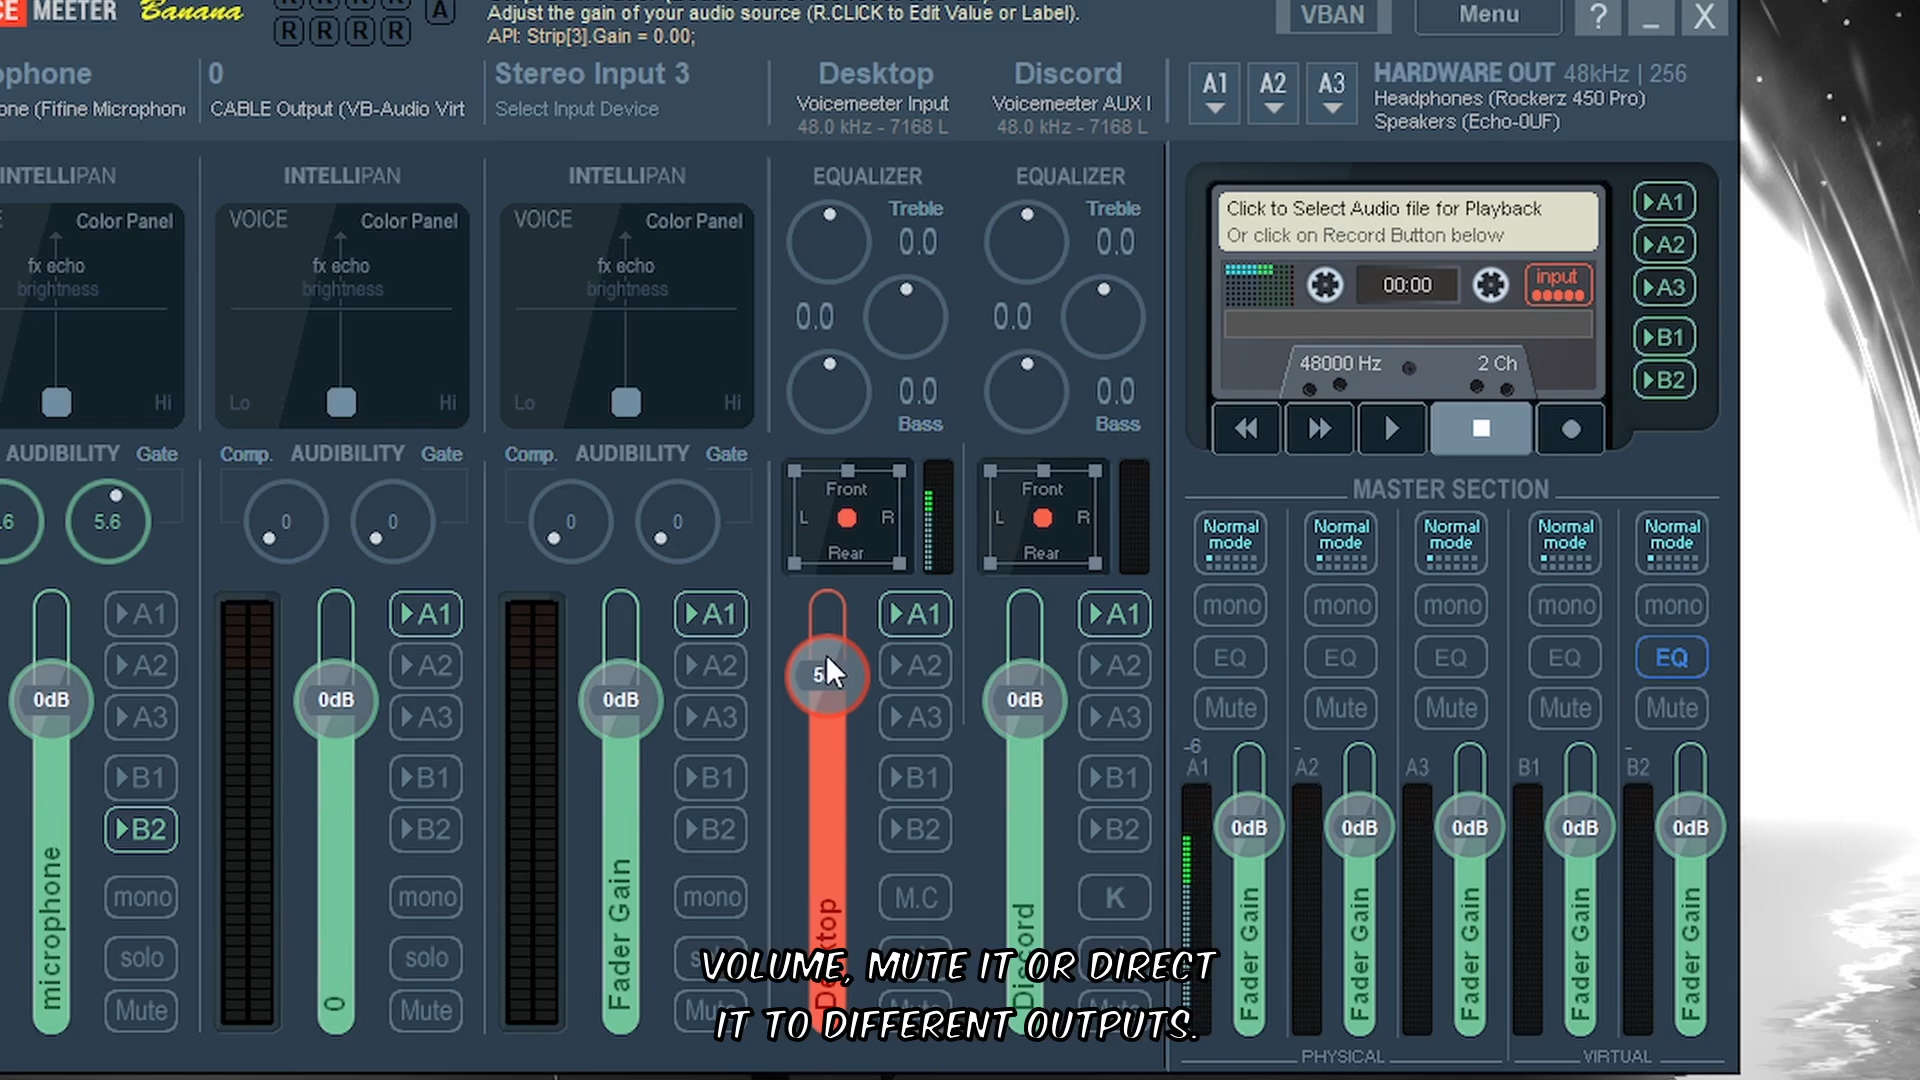 MEETER Banana
R R R R
A
Adjust the gain of your audio source (R.CLICK to Edit Value or Label).
API: Strip[3].Gain = 0.00;
VBAN Menu ? _ X
0 Stereo Input 3 Desktop Discord
CABLE Output (VB-Audio Virt Select Input Device Voicemeeter Input Voicemeeter AUX I
48.0 kHz - 7168 L 48.0 kHz - 7168 L
A1 A2 A3 HARDWARE OUT 48kHz | 256
Headphones (Rockerz 450 Pro)
Speakers (Echo-0UF)
INTELLIPAN INTELLIPAN INTELLIPAN EQUALIZER EQUALIZER
Color Panel VOICE Color Panel VOICE Color Panel
fx echo fx echo fx echo
brightness brightness brightness
Hi Lo Hi Lo Hi
Treble Treble
0.0 0.0
0.0 0.0
0.0 0.0
Bass Bass
Click to Select Audio file for Playback
Or click on Record Button below
00:00 input
48000 Hz 2 Ch
A1
A2
A3
B1
B2
AUDIBILITY Gate Comp. AUDIBILITY Gate Comp. AUDIBILITY Gate
5.6 0 0 0 0
Front Front
L R L R
Rear Rear
MASTER SECTION
Normal mode Normal mode Normal mode Normal mode Normal mode
mono mono mono mono mono
EQ EQ EQ EQ EQ
Mute Mute Mute Mute Mute
A1 A1 A1 A1 A1
A2 A2 A2 A2 A2
0dB 0dB 0dB 0dB
A3 A3 A3 A3 A3
B1 B1 B1 B1 B1
B2 B2 B2 B2 B2
mono mono mono M.C K
solo solo
Mute Mute
microphone 0 Fader Gain Desktop Discord
-6 - -
A1 A2 A3 B1 B2
0dB 0dB 0dB 0dB 0dB
Fader Gain Fader Gain Fader Gain Fader Gain Fader Gain
PHYSICAL VIRTUAL
VOLUME, MUTE IT OR DIRECT
IT TO DIFFERENT OUTPUTS.